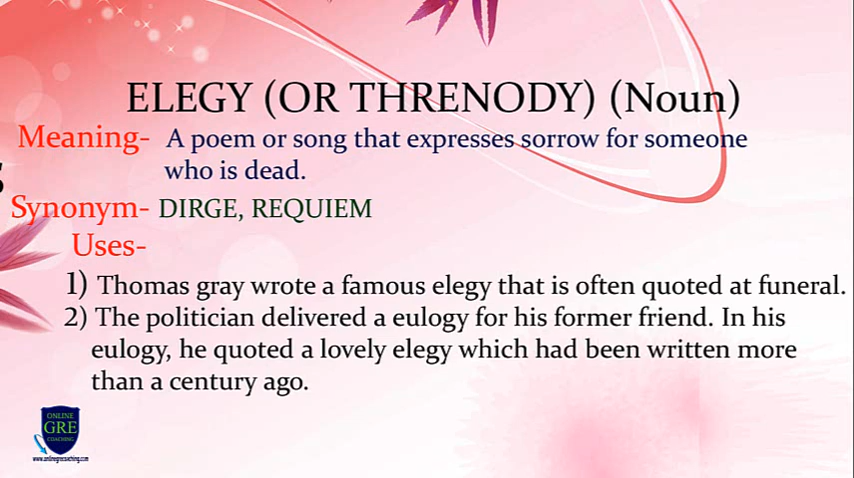 ELEGY (OR THRENODY) (Noun)
Meaning- A poem or song that expresses sorrow for someone
who is dead.
S
Synonym- DIRGE, REQUIEM
Uses-
1) Thomas gray wrote a famous elegy that is often quoted at funeral.
2) The politician delivered a eulogy for his former friend. In his
eulogy, he quoted a lovely elegy which had been written more
than a century ago.
ONLINE
GRE
COACHING
www.onlinegrecoaching.com